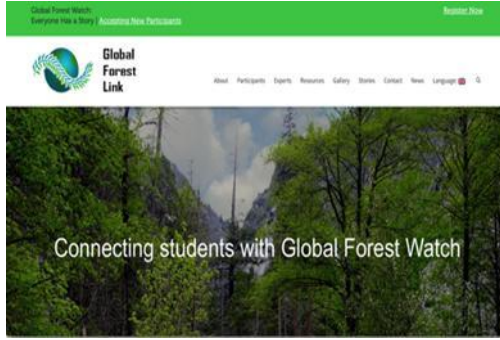 Global Forest Watch:
Everyone Has a Story | Accepting New Participants
Register Now
Global
Forest
Link
About Participants Experts Resources Gallery Stories Contact News Language:
Connecting students with Global Forest Watch